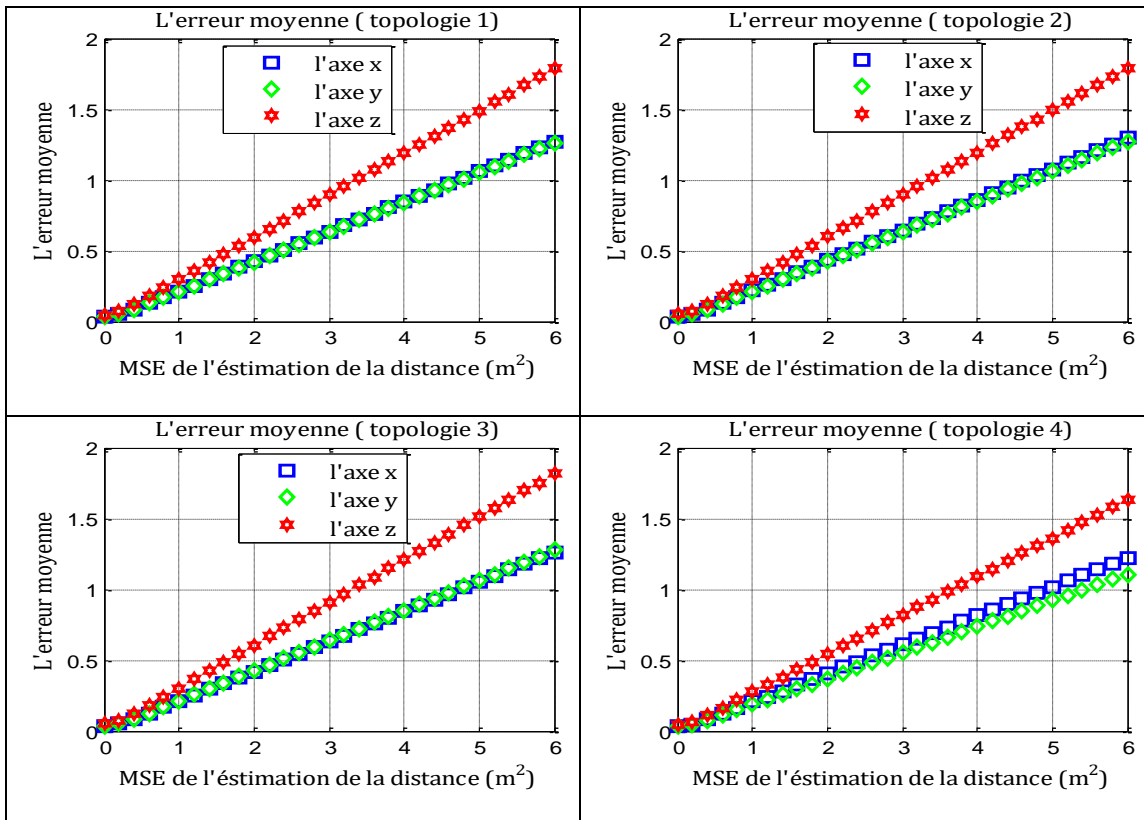 L'erreur moyenne ( topologie 1)
L'erreur moyenne
2
1.5
1
0.5
0
l'axe x
l'axe y
l'axe z
0 1 2 3 4 5 6
MSE de l'éstimation de la distance (m²)
L'erreur moyenne ( topologie 2)
L'erreur moyenne
2
1.5
1
0.5
0
l'axe x
l'axe y
l'axe z
0 1 2 3 4 5 6
MSE de l'éstimation de la distance (m²)
L'erreur moyenne ( topologie 3)
L'erreur moyenne
2
1.5
1
0.5
0
l'axe x
l'axe y
l'axe z
0 1 2 3 4 5 6
MSE de l'éstimation de la distance (m²)
L'erreur moyenne ( topologie 4)
L'erreur moyenne
2
1.5
1
0.5
0
0 1 2 3 4 5 6
MSE de l'éstimation de la distance (m²)